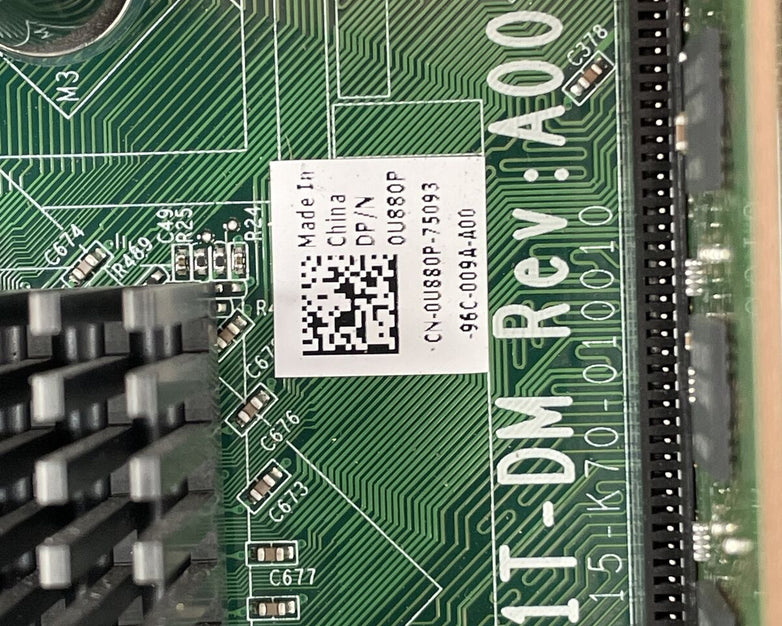 Made In
China
DP/N
0U880P
CN-0U880P-75093
-96C-009A-A00
1T-DM Rev:A00
15-K70-010010
M3
C378
C674
R469
C49
R25
R24
C676
C673
C677